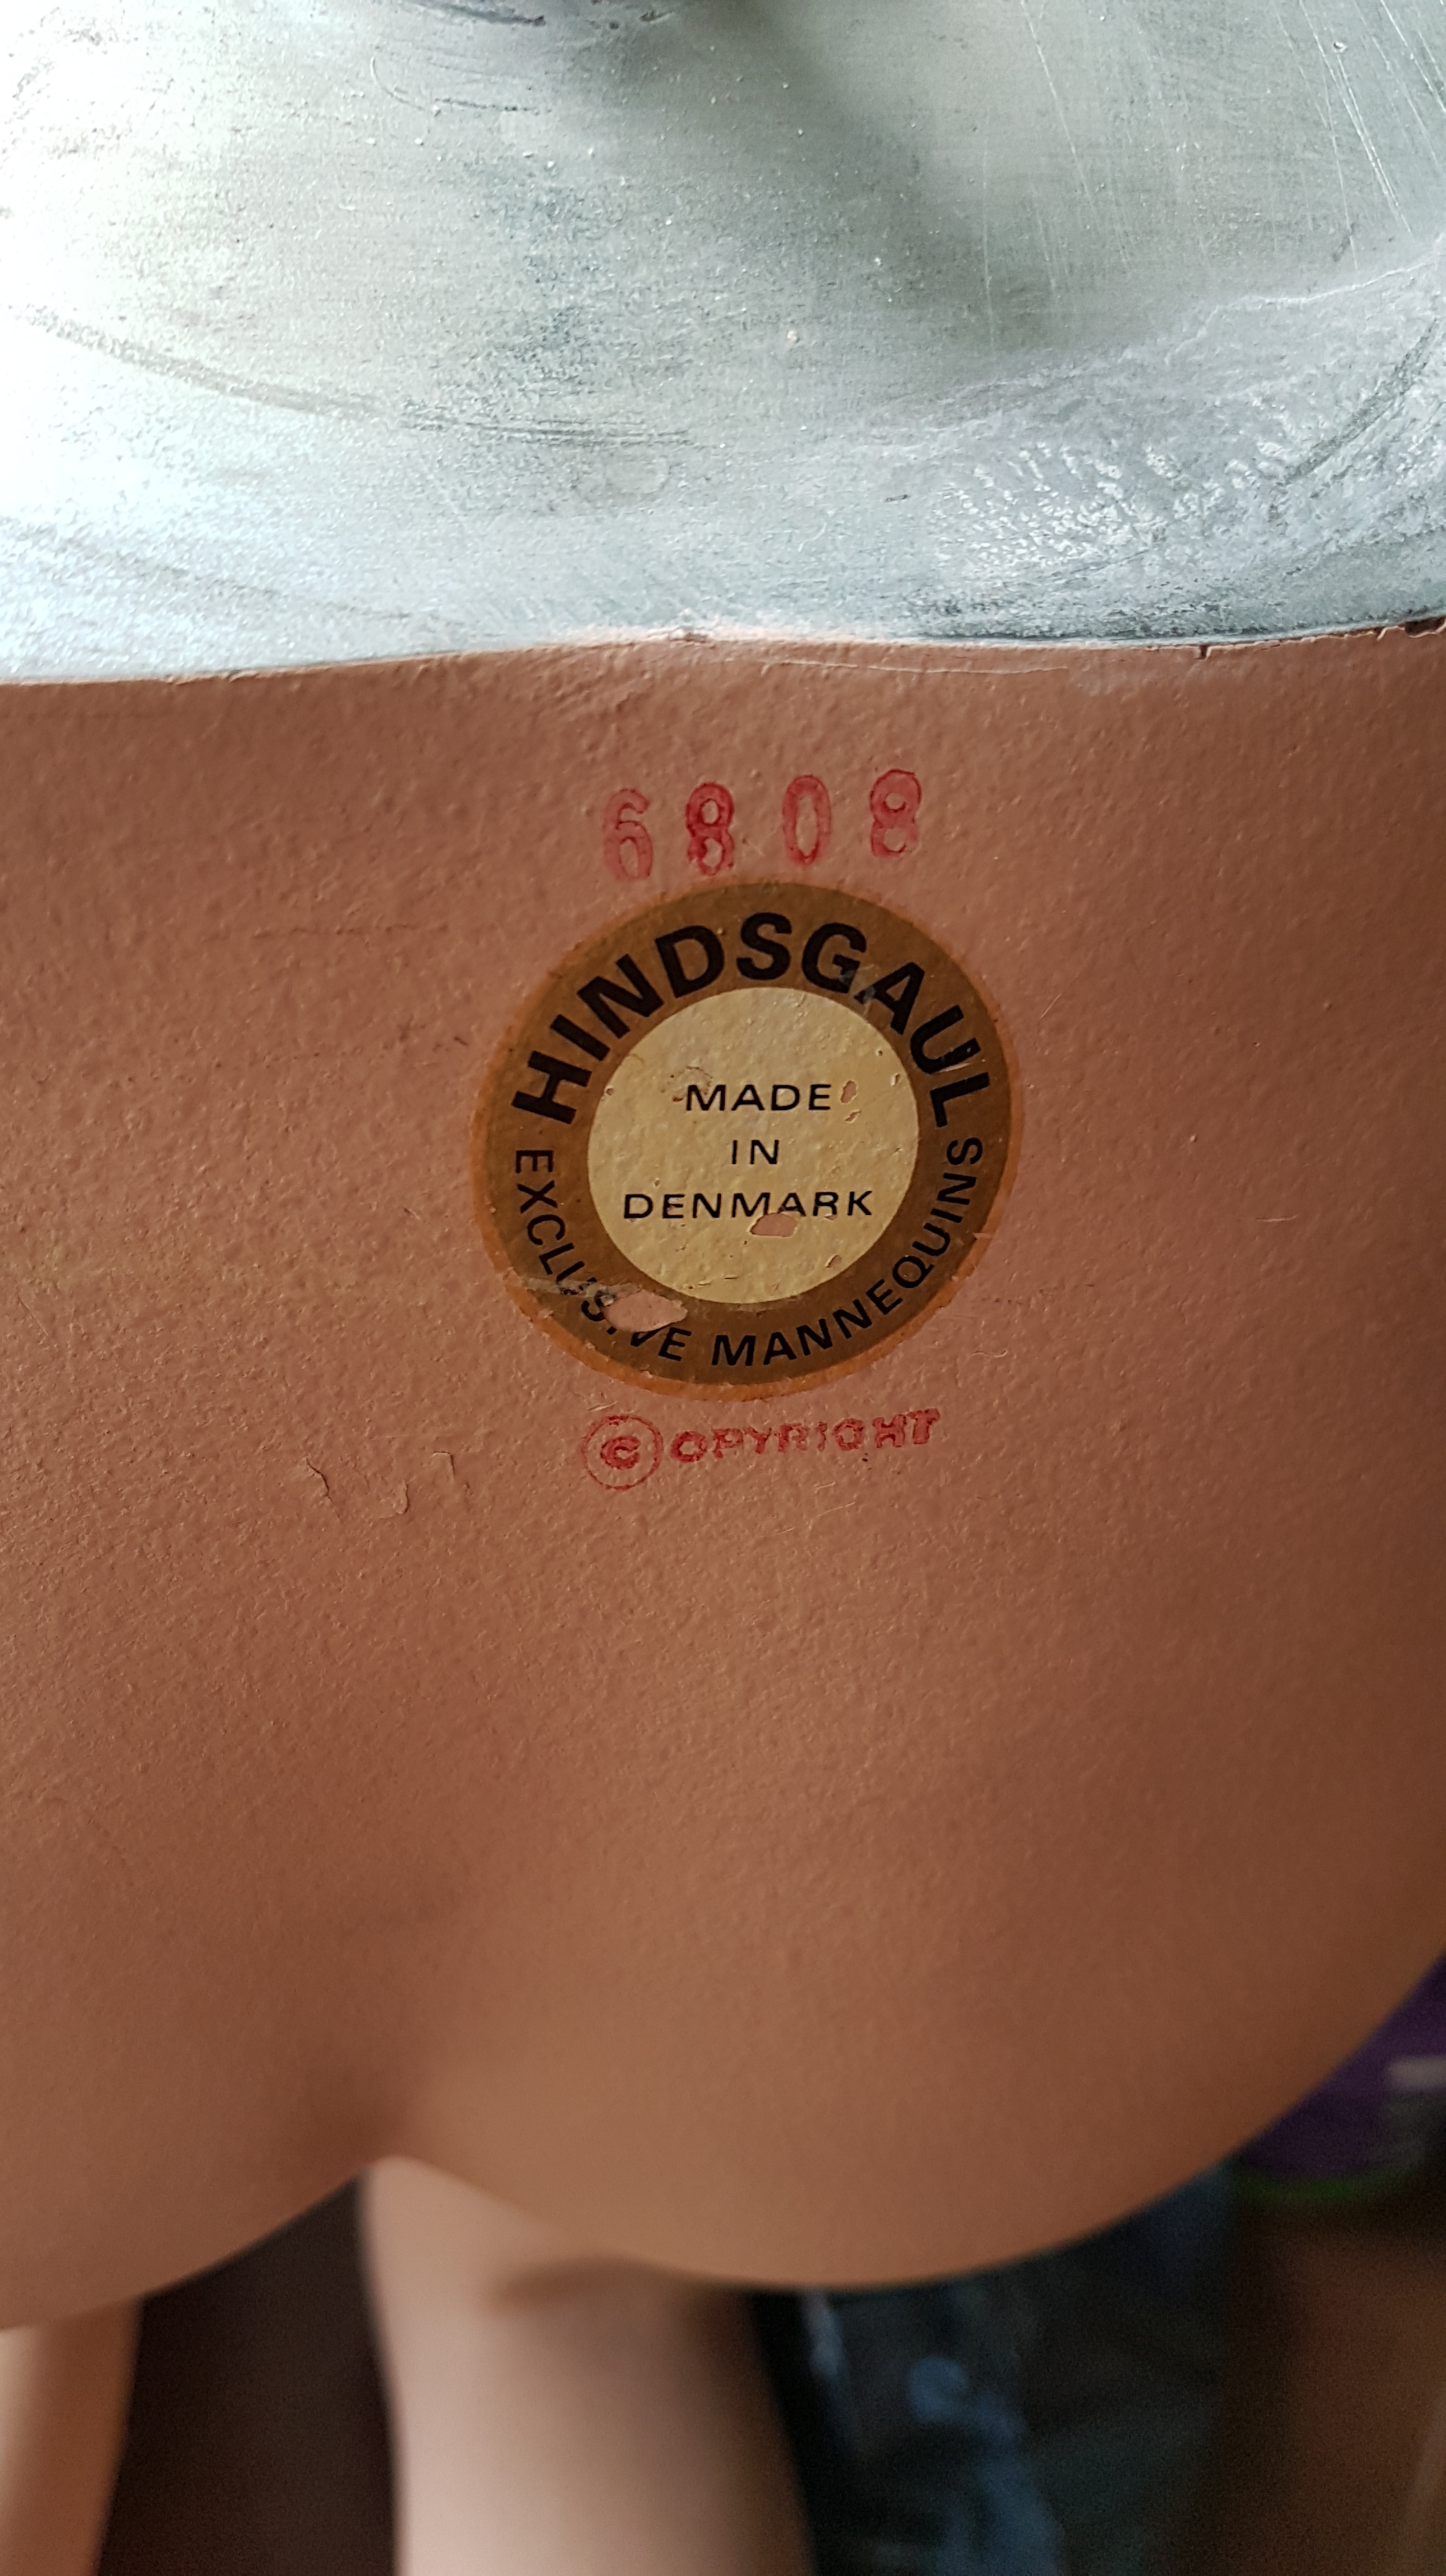 6808
HINDSGAUL
MADE
IN
DENMARK
EXCLUSIVE MANNEQUINS
©OPYRIGHT